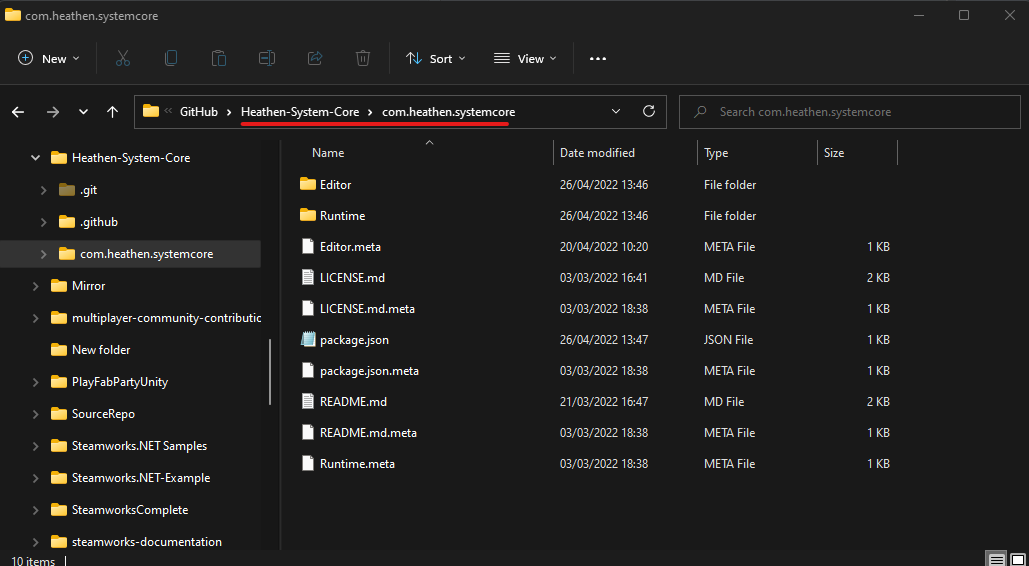 com.heathen.systemcore
New Sort View
GitHub Heathen-System-Core com.heathen.systemcore Search com.heathen.systemcore
Heathen-System-Core
.git
.github
com.heathen.systemcore
Mirror
multiplayer-community-contributic
New folder
PlayFabPartyUnity
SourceRepo
Steamworks.NET Samples
Steamworks.NET-Example
SteamworksComplete
steamworks-documentation
Name Date modified Type Size
Editor 26/04/2022 13:46 File folder
Runtime 26/04/2022 13:46 File folder
Editor.meta 20/04/2022 10:20 META File 1 KB
LICENSE.md 03/03/2022 16:41 MD File 2 KB
LICENSE.md.meta 03/03/2022 18:38 META File 1 KB
package.json 26/04/2022 13:47 JSON File 1 KB
package.json.meta 03/03/2022 18:38 META File 1 KB
README.md 21/03/2022 16:47 MD File 2 KB
README.md.meta 03/03/2022 18:38 META File 1 KB
Runtime.meta 03/03/2022 18:38 META File 1 KB
10 items